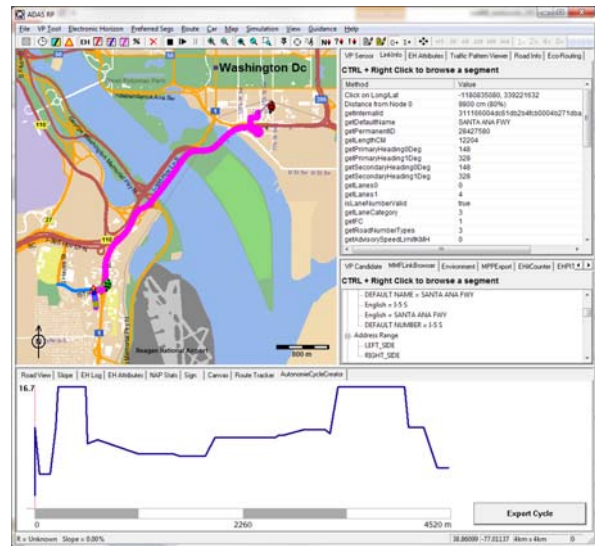 ADAS RP
File VP Tool Electronic Horizon Preferred Segs Route Car Map Simulation View Guidance Help
VP Sensor LinkInfo EH Attributes Traffic Pattern Viewer Road Info Eco-Routing
CTRL + Right Click to browse a segment
Method Value
Click on Long/Lat -1180835080, 339221632
Distance from Node 0 9800 cm (80%)
getInternalId
getDefaultName SANTA ANA FWY
getPermanentID 28427580
getLengthCM 12204
getPrimaryHeading0Deg 148
getPrimaryHeading1Deg 328
getSecondaryHeading0Deg 148
getSecondaryHeading1Deg 328
getLanes0 0
getLanes1 4
isLaneNumberValid true
getLaneCategory 3
getFC 1
getRoadNumberTypes 3
getAdvisorySpeedLimitKMH 0
VP Candidate MMFLinkBrowser Environment MPPExport EHVCounter
CTRL + Right Click to browse a segment
DEFAULT NAME = SANTA ANA FWY
English = I-5 S
English = SANTA ANA FWY
DEFAULT NUMBER = I-5 S
Address Range
LEFT_SIDE
RIGHT_SIDE
Washington Dc
110
1
Reagan National Airport
800 m
Road View Slope EH Log EH Attributes NAP Stats Sign Canvas Route Tracker AutonomieCycleCreator
16.7
0 2260 4520 m
Export Cycle
R = Unknown Slope = 0.00%
38.86099 -77.01137 4km x 4km 0